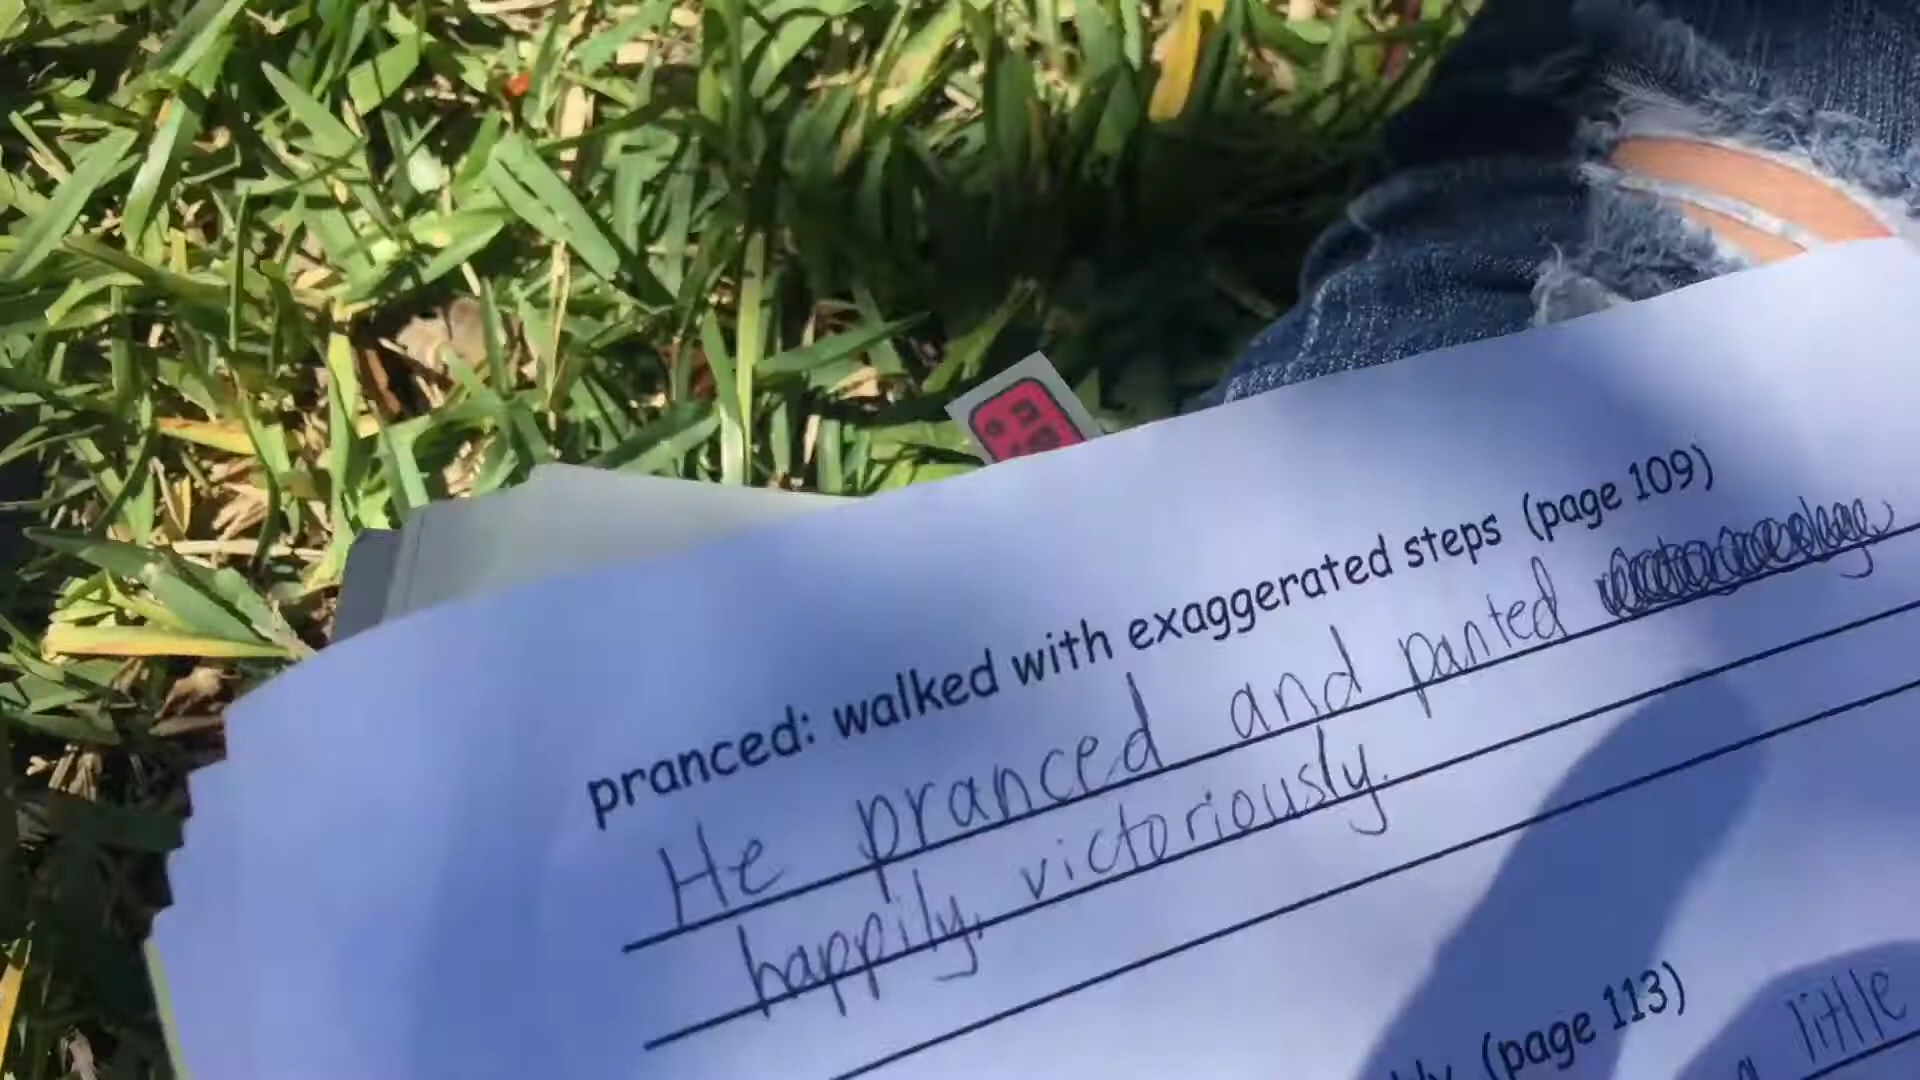 pranced: walked with exaggerated steps (page 109)
He pranced and panted
happily, victoriously.
(page 113)
little